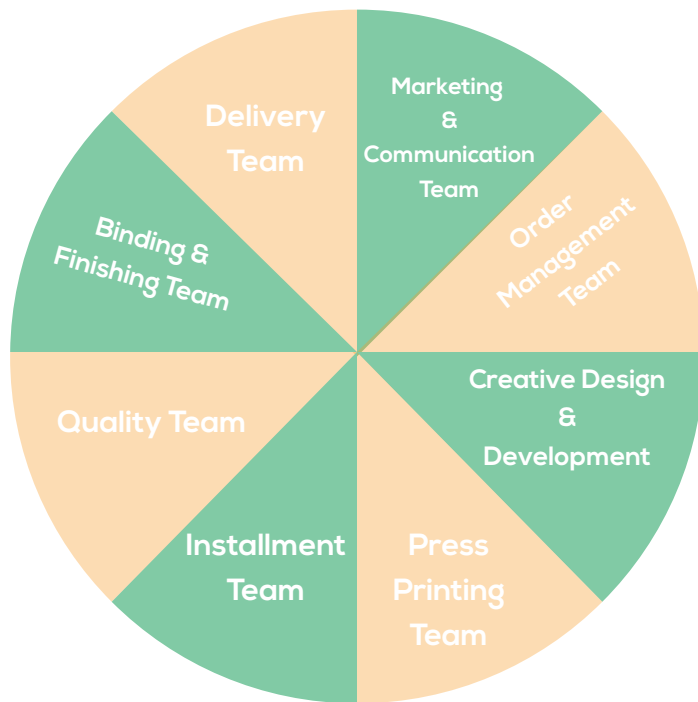 Marketing
&
Communication
Team
Order
Management
Team
Creative Design
&
Development
Press
Printing
Team
Installment
Team
Quality Team
Binding &
Finishing Team
Delivery
Team